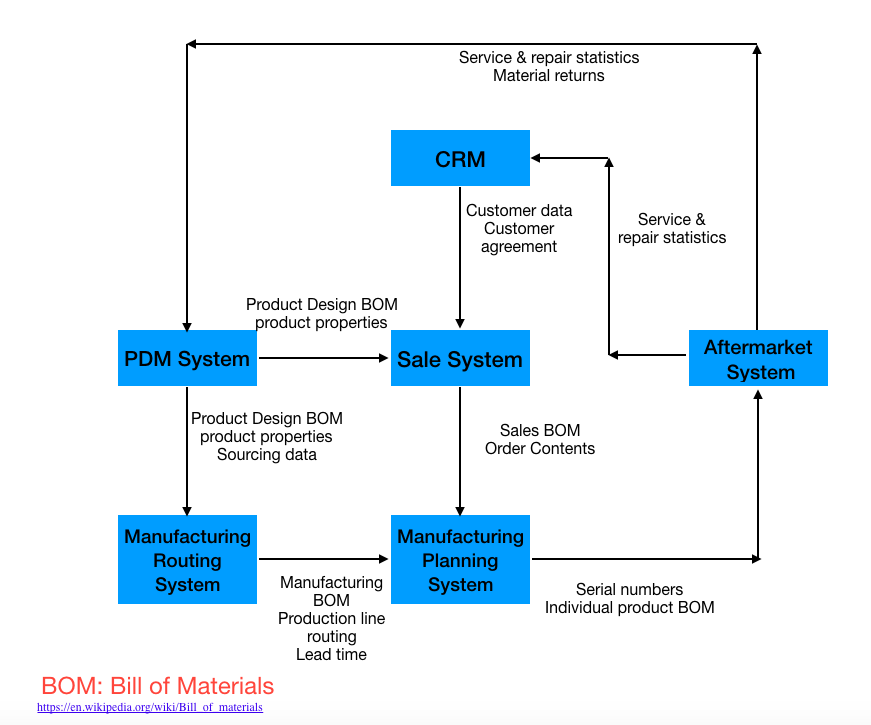 Service & repair statistics
Material returns
CRM
Customer data
Customer
agreement
Service &
repair statistics
Product Design BOM
product properties
PDM System
Sale System
Aftermarket
System
Product Design BOM
product properties
Sourcing data
Sales BOM
Order Contents
Manufacturing
Routing
System
Manufacturing
Planning
System
Manufacturing
BOM
Production line
routing
Lead time
Serial numbers
Individual product BOM
BOM: Bill of Materials
https://en.wikipedia.org/wiki/Bill_of_materials